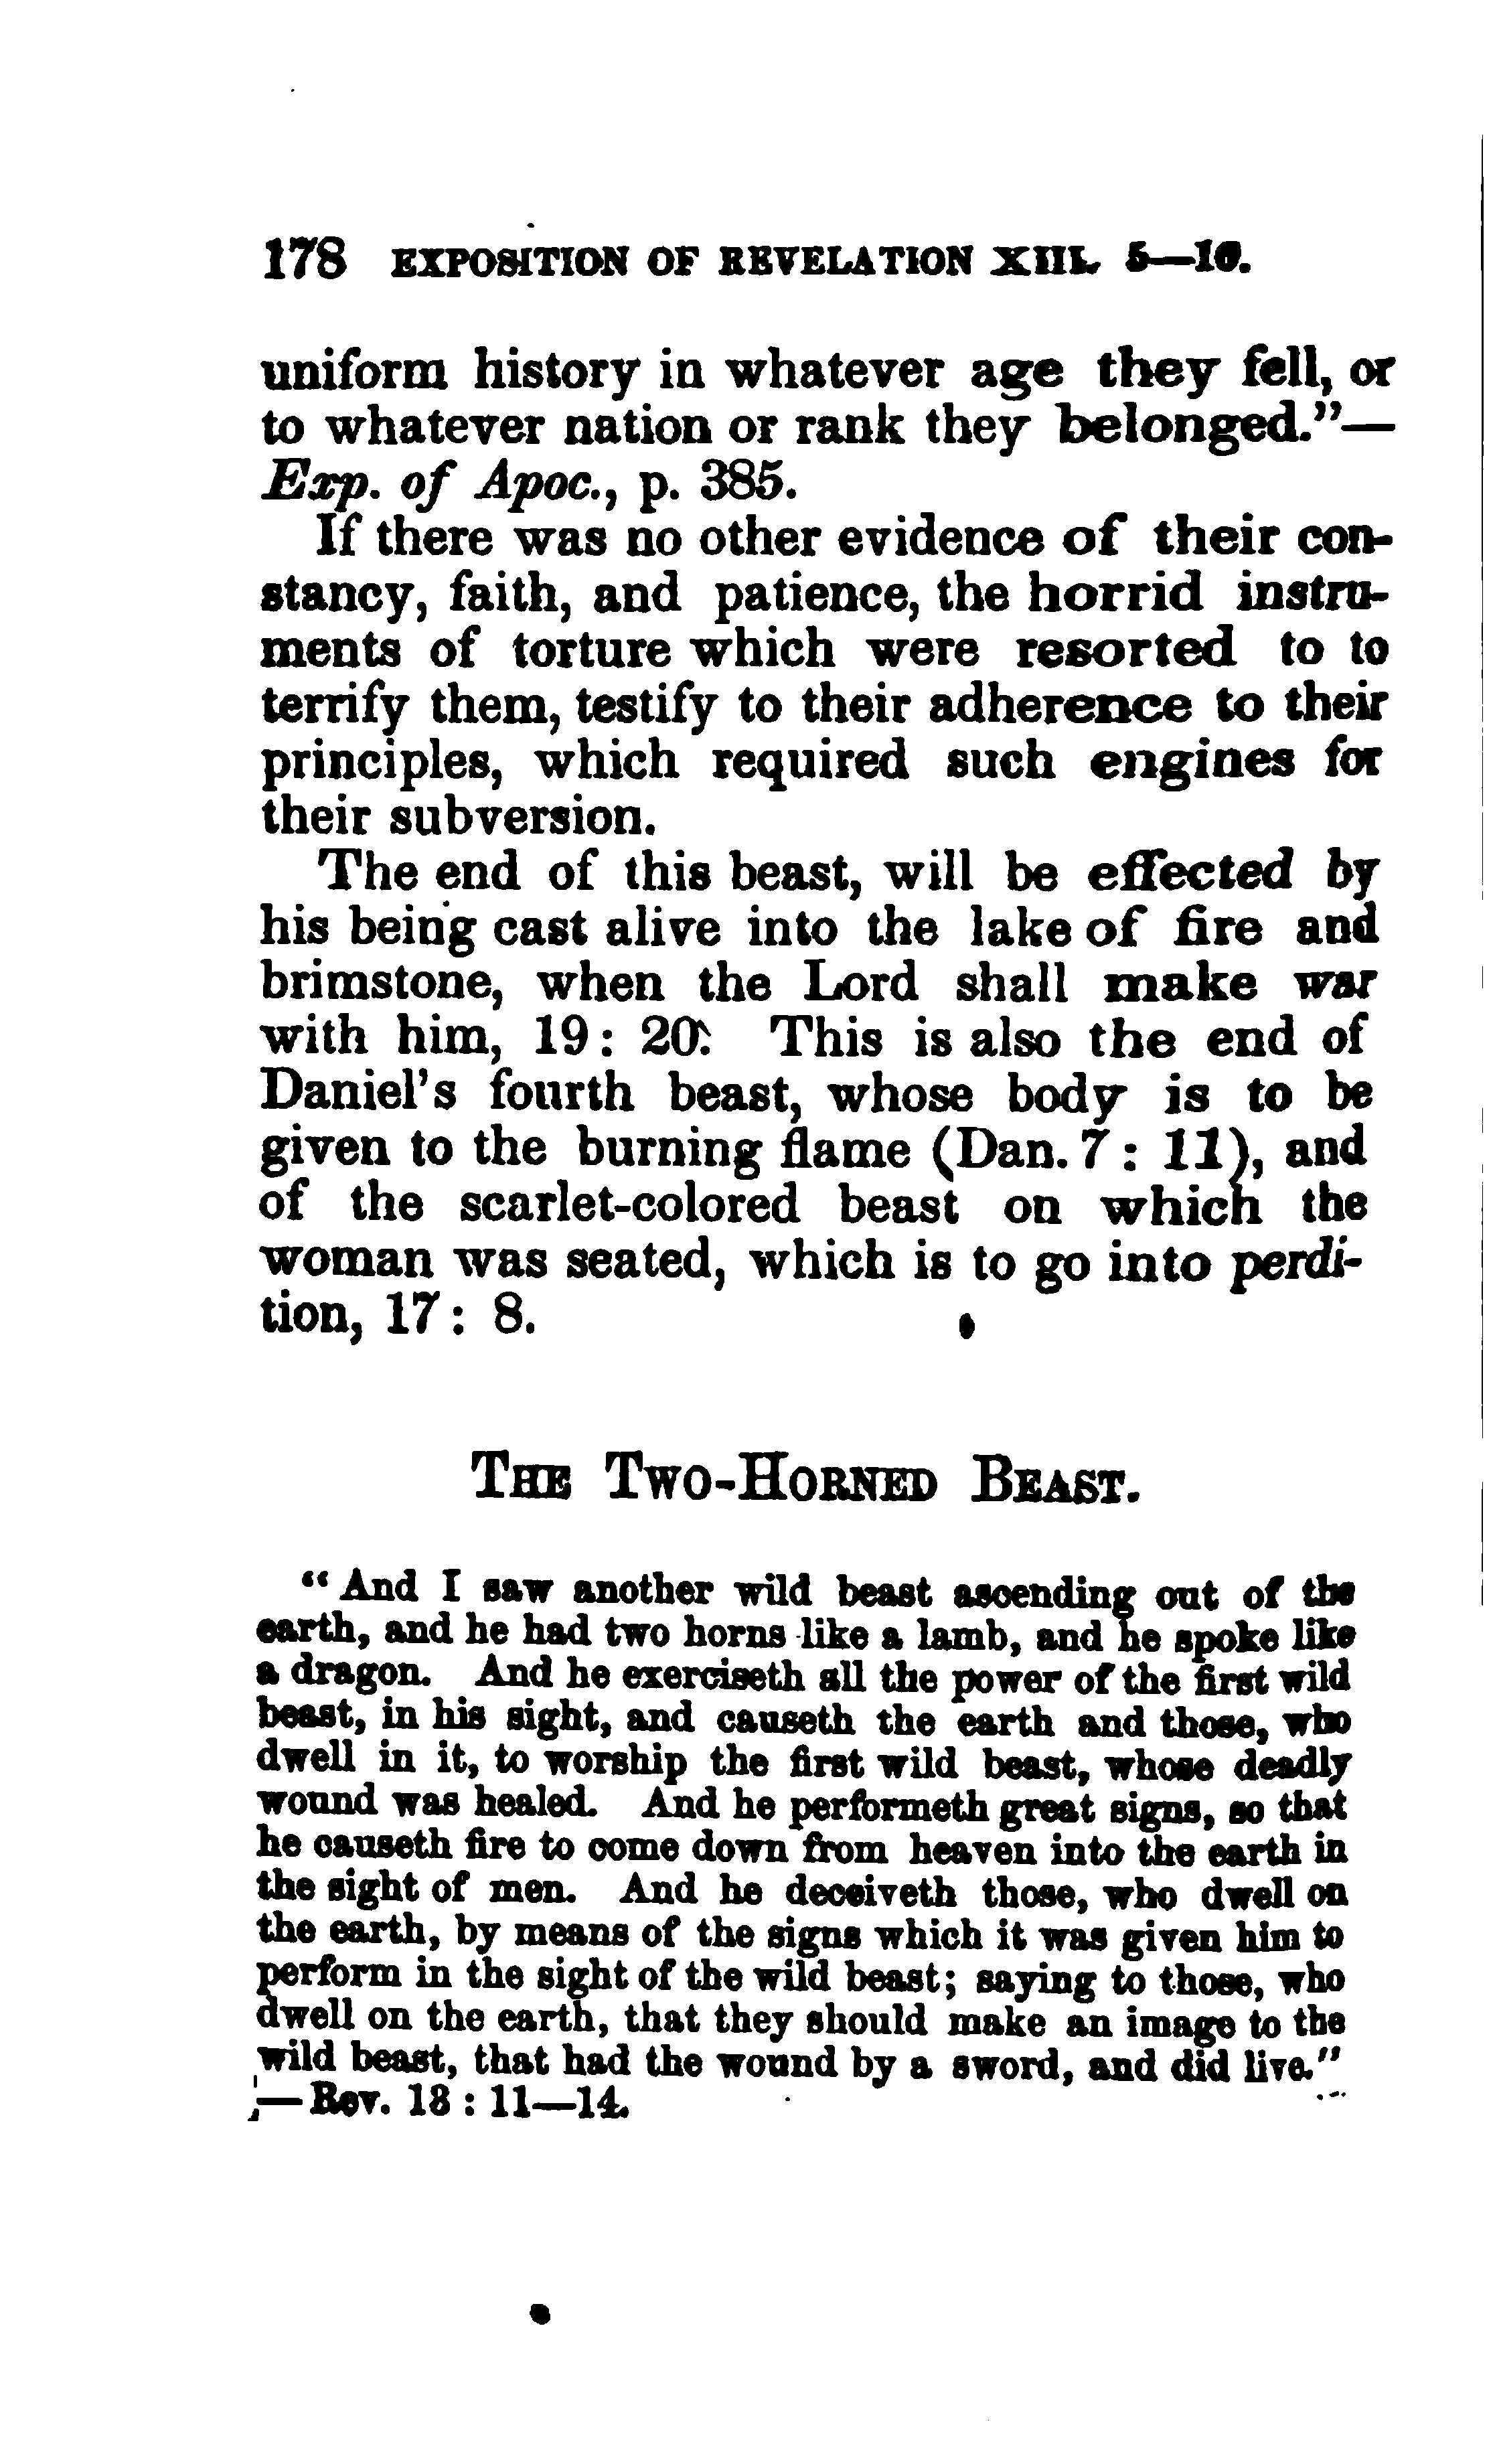 178 EXPOSITION OF REVELATION XIII. 5—10.
uniform history in whatever age they fell, or
to whatever nation or rank they belonged."—
Exp. of Apoc., p. 385.
If there was no other evidence of their con-
stancy, faith, and patience, the horrid instru-
ments of torture which were resorted to to
terrify them, testify to their adherence to their
principles, which required such engines for
their subversion.
The end of this beast, will be effected by
his being cast alive into the lake of fire and
brimstone, when the Lord shall make war
with him, 19: 20. This is also the end of
Daniel's fourth beast, whose body is to be
given to the burning flame (Dan. 7: 11), and
of the scarlet-colored beast on which the
woman was seated, which is to go into perdi-
tion, 17: 8.
THE TWO-HORNED BEAST.
"And I saw another wild beast ascending out of the
earth, and he had two horns like a lamb, and he spoke like
a dragon. And he exerciseth all the power of the first wild
beast, in his sight, and causeth the earth and those, who
dwell in it, to worship the first wild beast, whose deadly
wound was healed. And he performeth great signs, so that
he causeth fire to come down from heaven into the earth in
the sight of men. And he deceiveth those, who dwell on
the earth, by means of the signs which it was given him to
perform in the sight of the wild beast; saying to those, who
dwell on the earth, that they should make an image to the
wild beast, that had the wound by a sword, and did live."
—Rev. 13: 11—14.